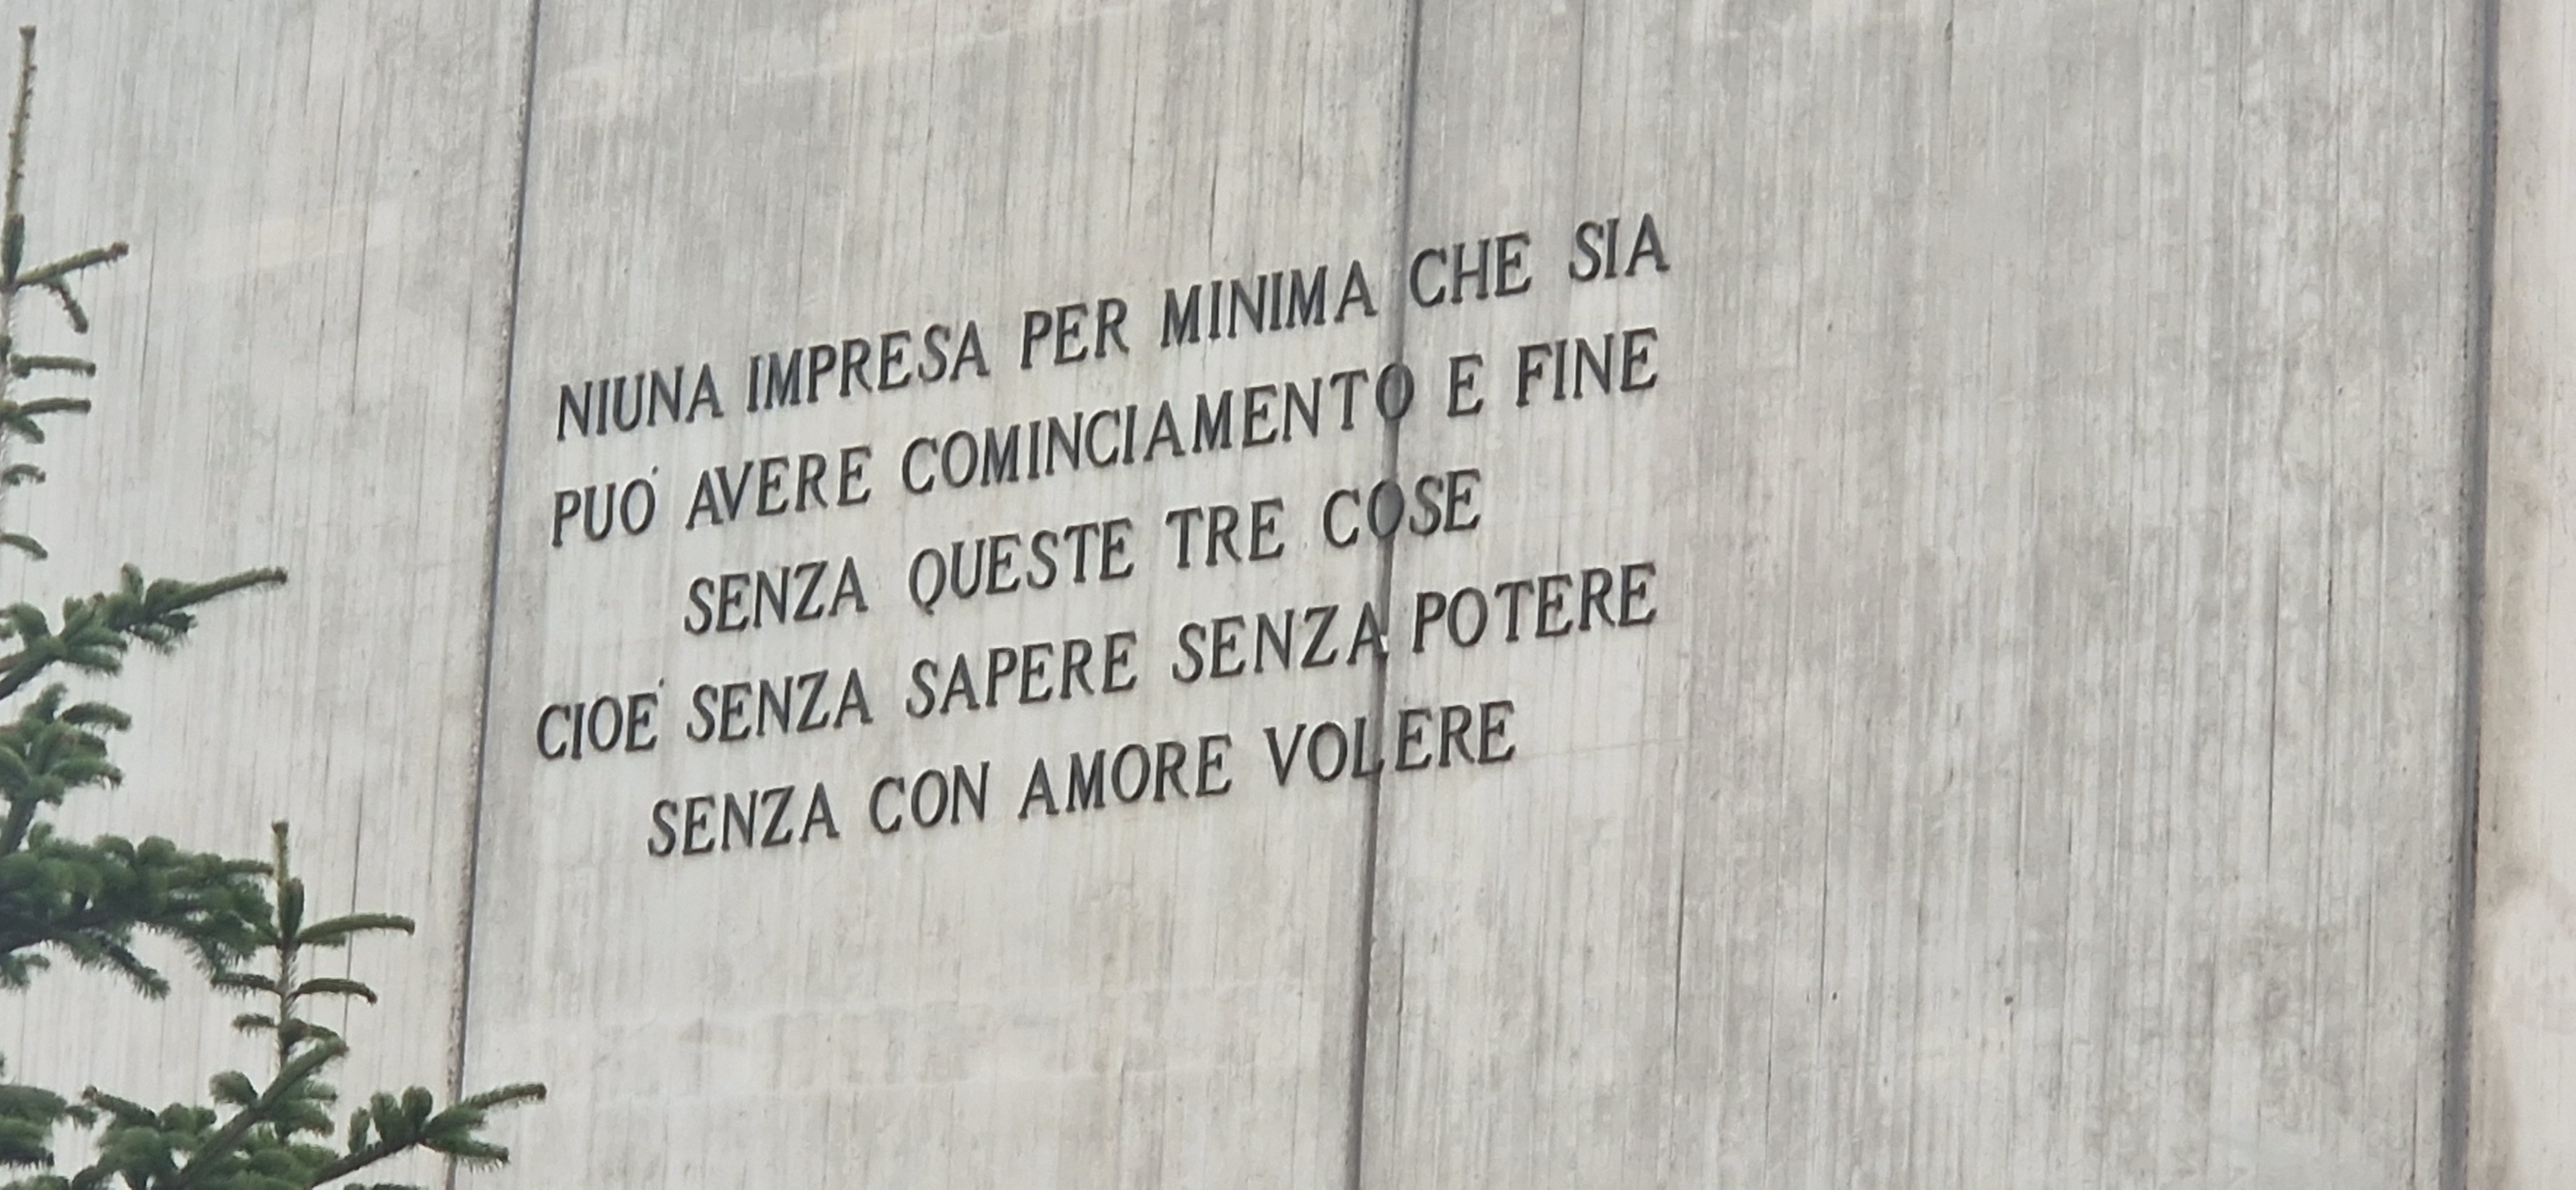 NIUNA IMPRESA PER MINIMA CHE SIA
PUO' AVERE COMINCIAMENTO E FINE
SENZA QUESTE TRE COSE
CIOE' SENZA SAPERE SENZA POTERE
SENZA CON AMORE VOLERE